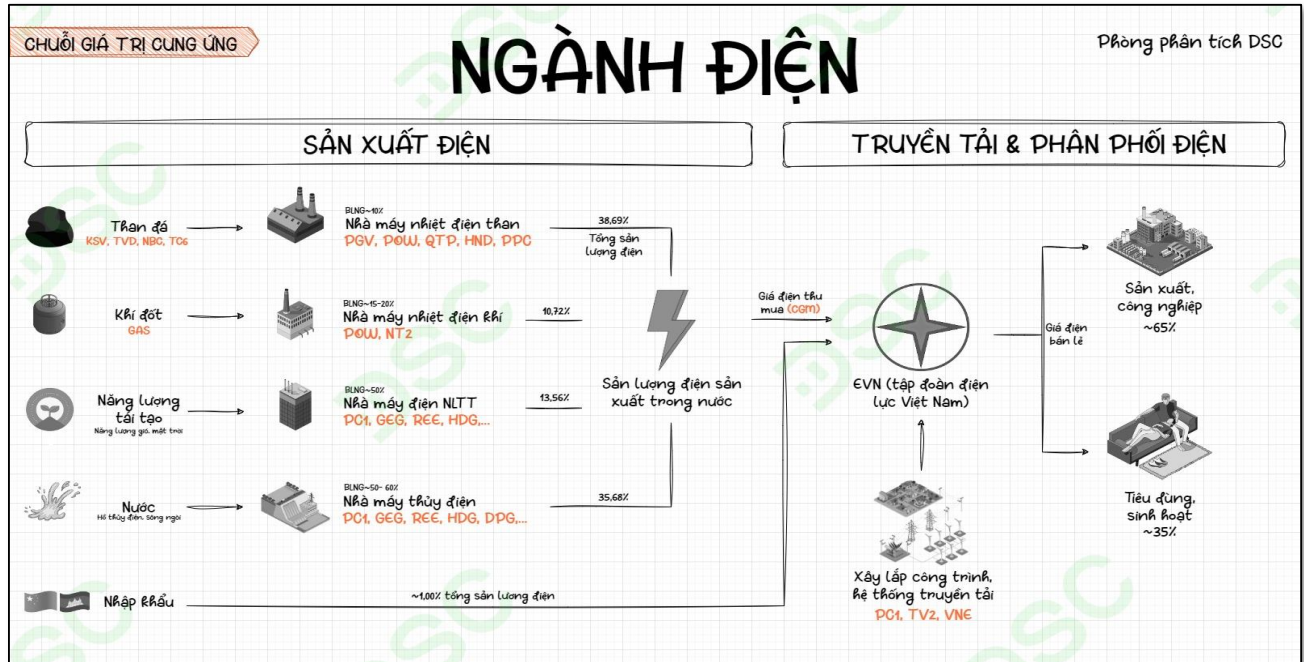 CHUỖI GIÁ TRỊ CUNG ỨNG
NGÀNH ĐIỆN
Phòng phân tích DSC
SẢN XUẤT ĐIỆN
TRUYỀN TẢI & PHÂN PHỐI ĐIỆN
Than đá
KSV, TVD, NBC, TC6
BLNG~10%
Nhà máy nhiệt điện than
PGV, POW, QTP, HND, PPC
38,69%
Tổng sản
lượng điện
Khí đốt
GAS
BLNG~15-20%
Nhà máy nhiệt điện khí
POW, NT2
10,72%
Năng lượng
tái tạo
Năng lượng gió, mặt trời
BLNG~50%
Nhà máy điện NLTT
PC1, GEG, REE, HDG,...
13,56%
Nước
Hồ thủy điện, sông ngòi
BLNG~50- 60%
Nhà máy thủy điện
PC1, GEG, REE, HDG, DPG,...
35,68%
Nhập khẩu
~1,00% tổng sản lượng điện
Sản lượng điện sản
xuất trong nước
Giá điện thu
mua (CGM)
EVN (tập đoàn điện
lực Việt Nam)
Xây lắp công trình,
hệ thống truyền tải
PC1, TV2, VNE
Giá điện
bán lẻ
Sản xuất,
công nghiệp
~65%
Tiêu dùng,
sinh hoạt
~35%
DSC
DSC
DSC
DSC
DSC
DSC